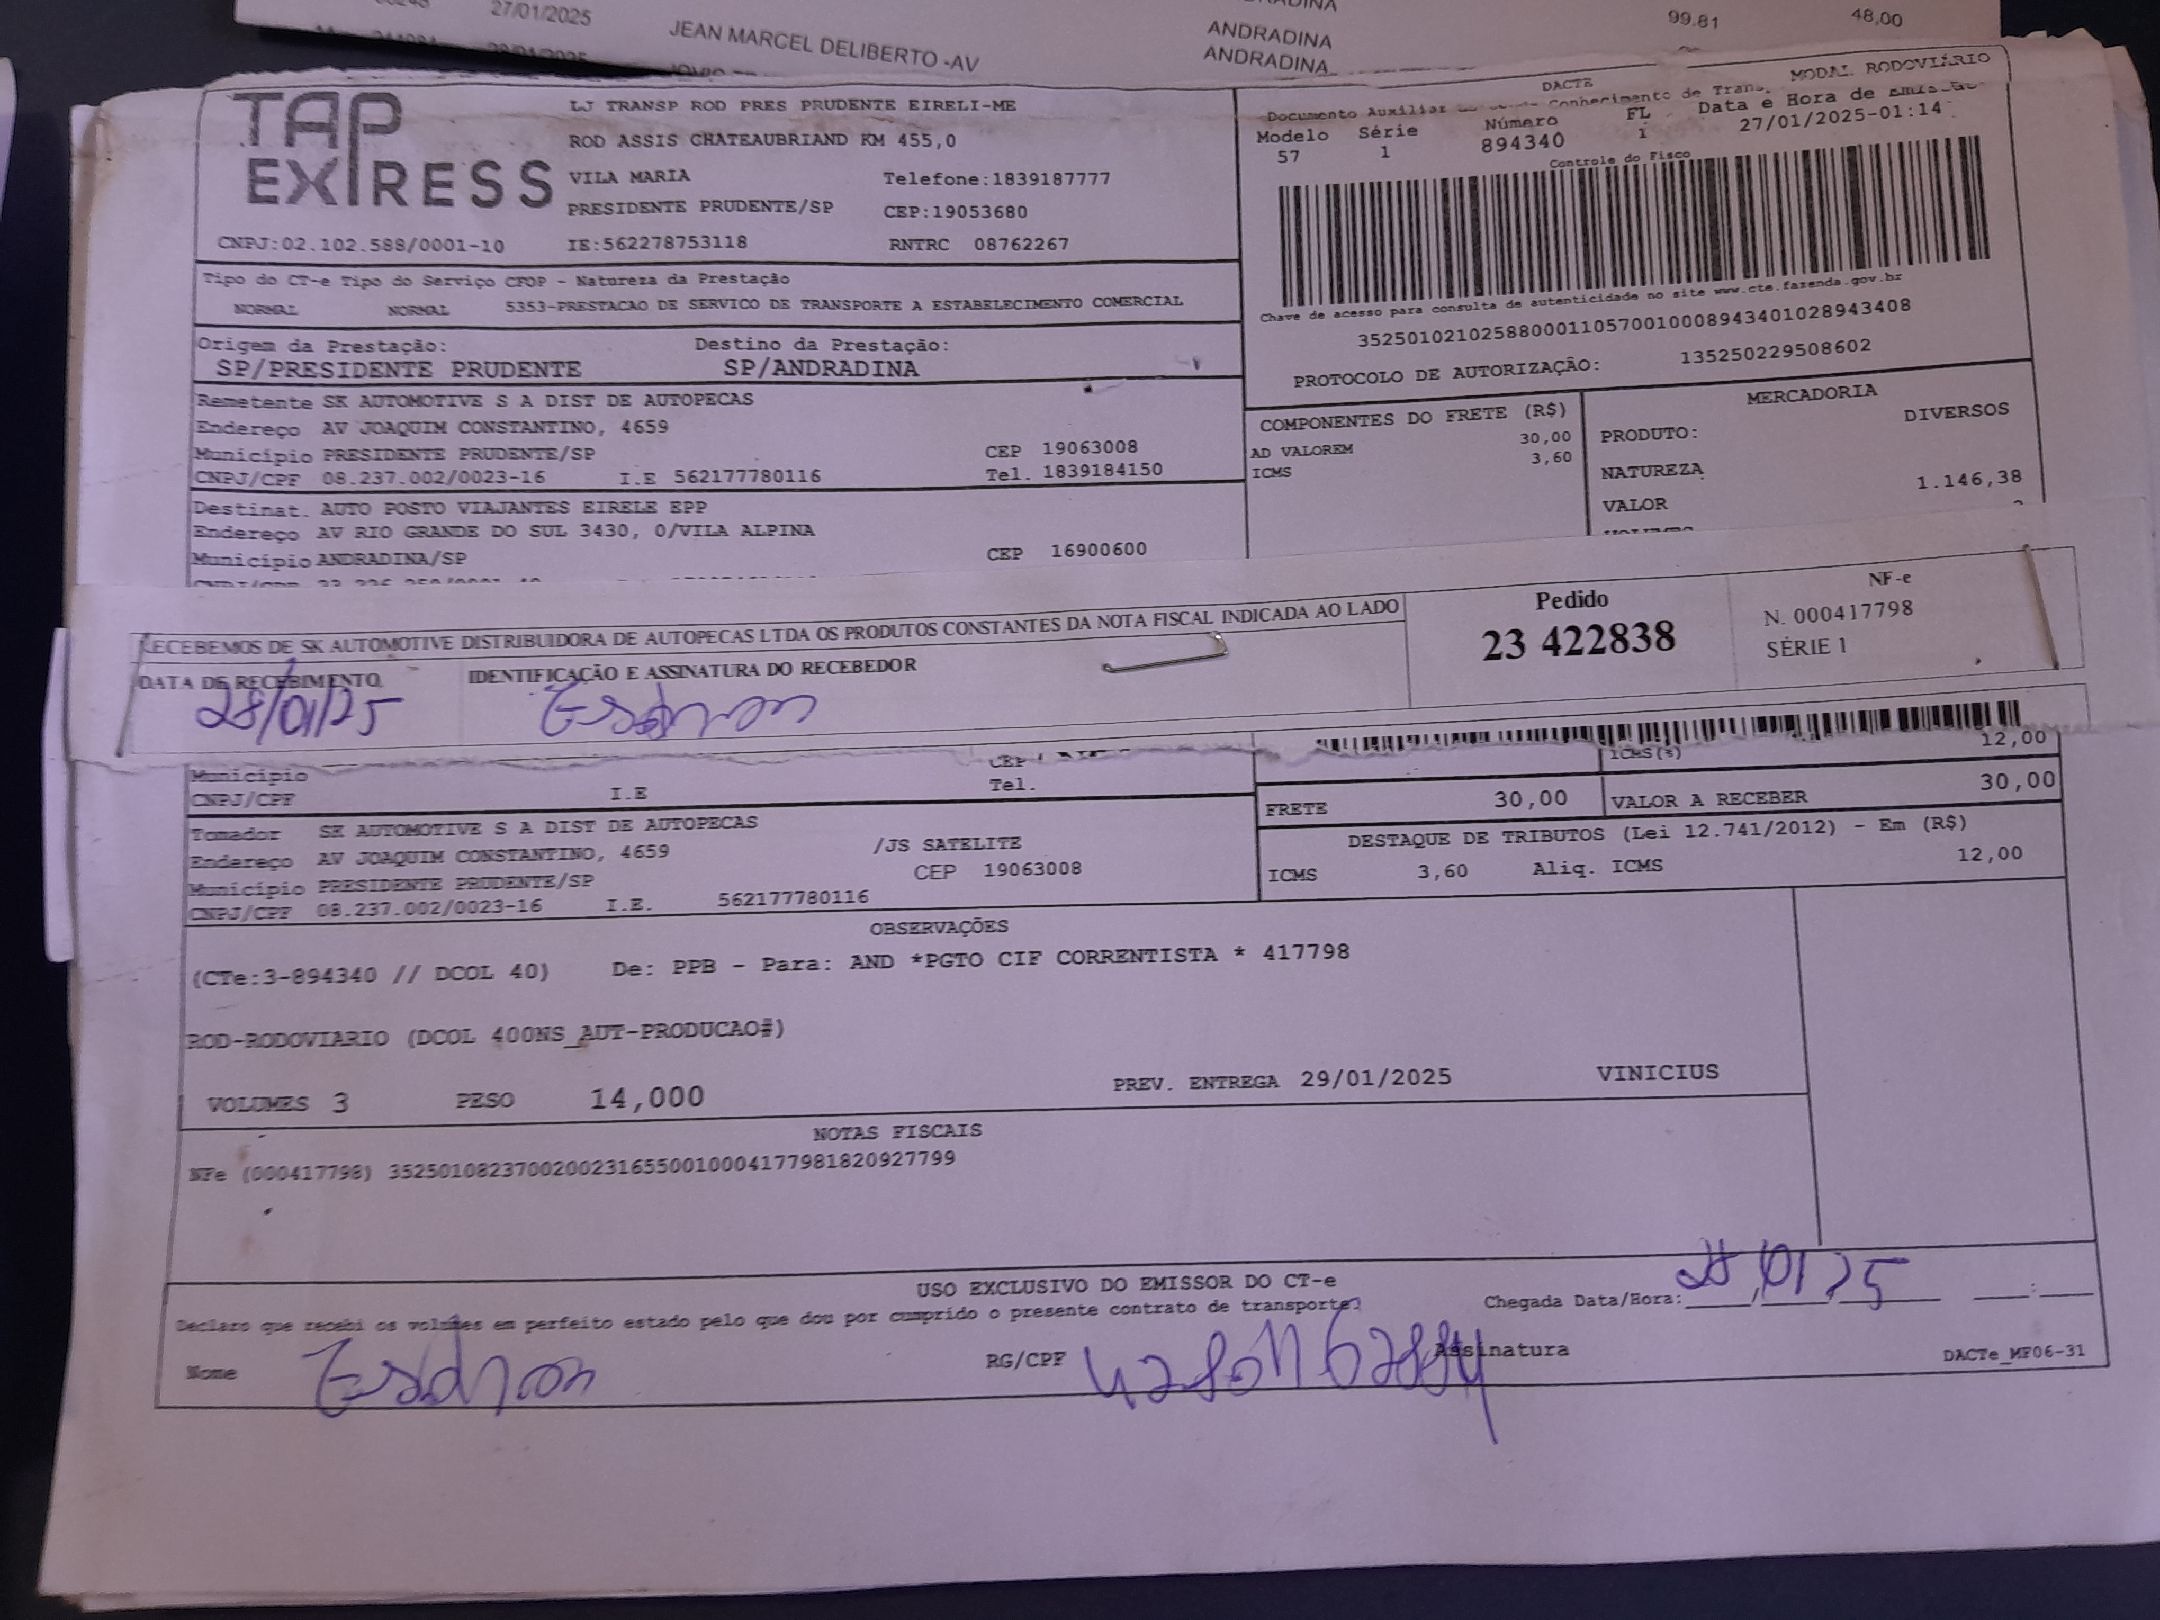 27/01/2025 JEAN MARCEL DELIBERTO -AV ANDRADINA 99.81 48,00
ANDRADINA
TAP EXPRESS
LJ TRANSP ROD PRES PRUDENTE EIRELI-ME
ROD ASSIS CHATEAUBRIAND KM 455,0
VILA MARIA Telefone:1839187777
PRESIDENTE PRUDENTE/SP CEP:19053680
CNPJ:02.102.588/0001-10 IE:562278753118 RNTRC 08762267
DACTE MODAL RODOVIÁRIO
Documento Auxiliar Conhecimento de
Modelo Série Número FL Data e Hora de
57 1 894340 1 27/01/2025-01:14
Controle do Fisco
Chave de acesso para consulta de autenticidade no site www.cte.fazenda.gov.br
35250102102588000110570010008943401028943408
PROTOCOLO DE AUTORIZAÇÃO: 135250229508602
Tipo do CT-e Tipo do Serviço CFOP - Natureza da Prestação
NORMAL NORMAL 5353-PRESTACAO DE SERVICO DE TRANSPORTE A ESTABELECIMENTO COMERCIAL
Origem da Prestação: Destino da Prestação:
SP/PRESIDENTE PRUDENTE SP/ANDRADINA
Remetente SK AUTOMOTIVE S A DIST DE AUTOPECAS
Endereço AV JOAQUIM CONSTANTINO, 4659
Município PRESIDENTE PRUDENTE/SP CEP 19063008
CNPJ/CPF 08.237.002/0023-16 I.E 562177780116 Tel. 1839184150
COMPONENTES DO FRETE (R$)
AD VALOREM 30,00
ICMS 3,60
MERCADORIA
PRODUTO: DIVERSOS
NATUREZA
VALOR 1.146,38
Destinat. AUTO POSTO VIAJANTES EIRELE EPP
Endereço AV RIO GRANDE DO SUL 3430, 0/VILA ALPINA
Município ANDRADINA/SP CEP 16900600
RECEBEMOS DE SK AUTOMOTIVE DISTRIBUIDORA DE AUTOPECAS LTDA OS PRODUTOS CONSTANTES DA NOTA FISCAL INDICADA AO LADO
DATA DE RECEBIMENTO IDENTIFICAÇÃO E ASSINATURA DO RECEBEDOR
28/01/25
Pedido
23 422838
NF-e
N. 000417798
SÉRIE 1
ICMS(%) 12,00
Município CEP
CNPJ/CPF I.E Tel.
FRETE 30,00 VALOR A RECEBER 30,00
Tomador SK AUTOMOTIVE S A DIST DE AUTOPECAS
Endereço AV JOAQUIM CONSTANTINO, 4659 /JS SATELITE
Município PRESIDENTE PRUDENTE/SP CEP 19063008
CNPJ/CPF 08.237.002/0023-16 I.E. 562177780116
DESTAQUE DE TRIBUTOS (Lei 12.741/2012) - Em (R$)
ICMS 3,60 Aliq. ICMS 12,00
OBSERVAÇÕES
(CTe:3-894340 // DCOL 40) De: PPB - Para: AND *PGTO CIF CORRENTISTA * 417798
ROD-RODOVIARIO (DCOL 400NS_AUT-PRODUCAO#)
VOLUMES 3 PESO 14,000 PREV. ENTREGA 29/01/2025 VINICIUS
NOTAS FISCAIS
NFe (000417798) 35250108237002002316550010004177981820927799
USO EXCLUSIVO DO EMISSOR DO CT-e
Declaro que recebi os volumes em perfeito estado pelo que dou por cumprido o presente contrato de transporte. Chegada Data/Hora: 28/01/25
Nome RG/CPF Assinatura DACTe_MF06-31